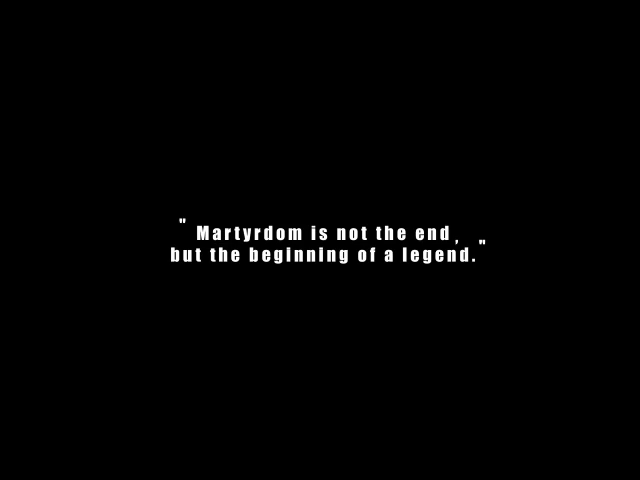 " Martyrdom is not the end,
but the beginning of a legend. "